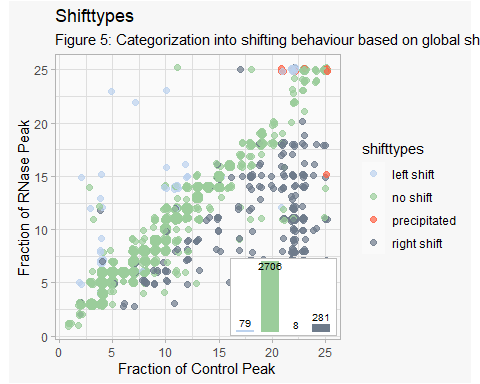 Shifttypes
Figure 5: Categorization into shifting behaviour based on global sh
Fraction of RNase Peak
25
20
15
10
5
0
0 5 10 15 20 25
Fraction of Control Peak
shifttypes
left shift
no shift
precipitated
right shift
79 2706 8 281